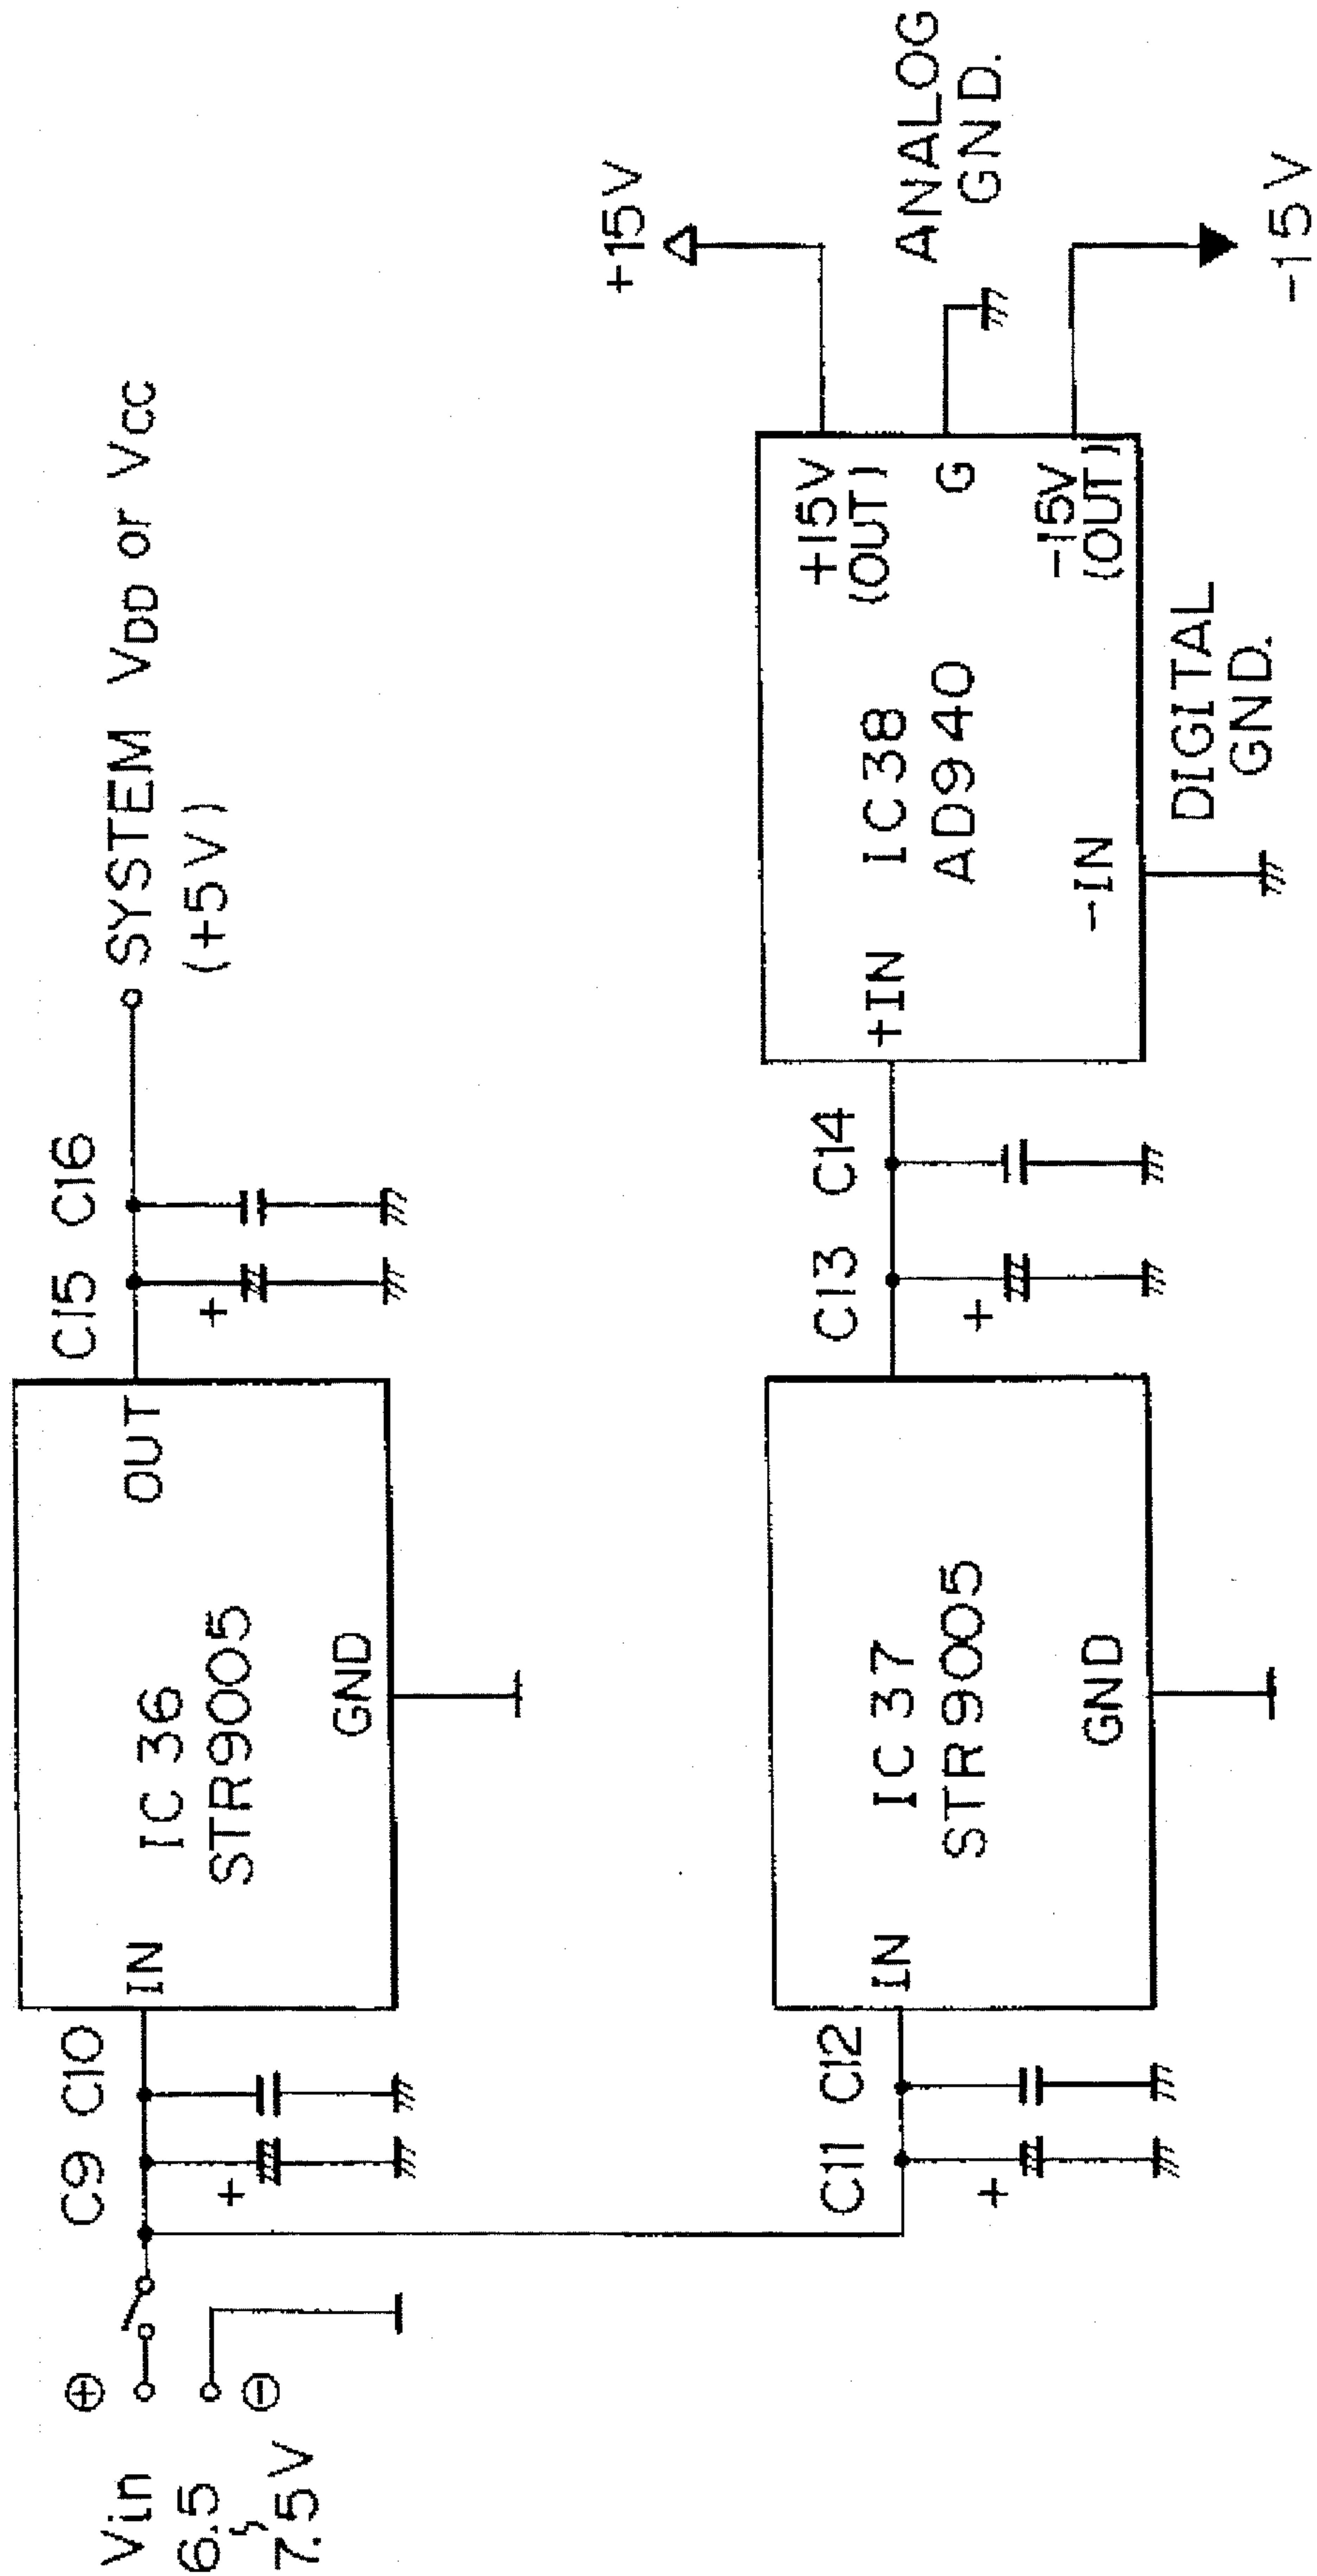 Vin
6.5
~
7.5V
⊕
⊖
C9
C10
IN
IC 36
STR9005
GND
OUT
C15
C16
SYSTEM VDD or VCC
(+5V)
C11
C12
IN
IC 37
STR9005
GND
C13
C14
+
+
+
+
+IN
-IN
IC 38
AD940
+15V
(OUT)
G
-15V
(OUT)
DIGITAL
GND.
+15V
ANALOG
GND.
-15V